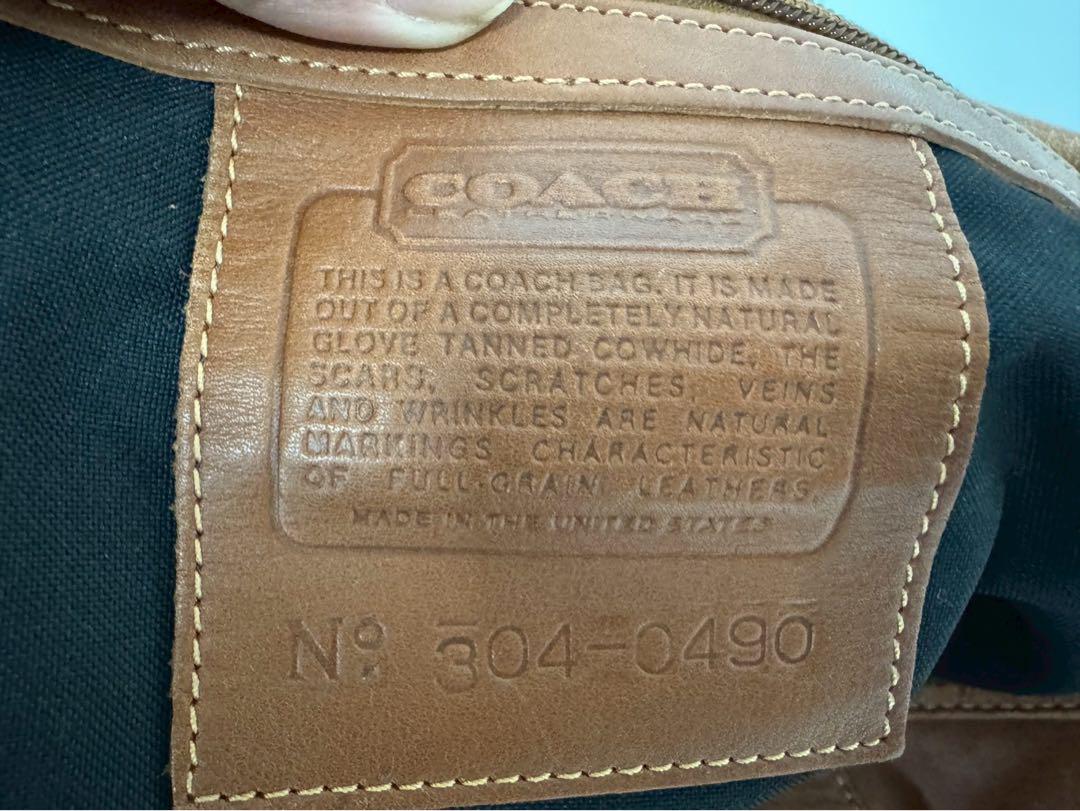 COACH
THIS IS A COACH BAG. IT IS MADE
OUT OF A COMPLETELY NATURAL
GLOVE TANNED COWHIDE, THE
SCARS, SCRATCHES, VEINS
AND WRINKLES ARE NATURAL
MARKINGS CHARACTERISTIC
OF FULL-GRAIN LEATHERS.
MADE IN THE UNITED STATES
Nº 304-0490